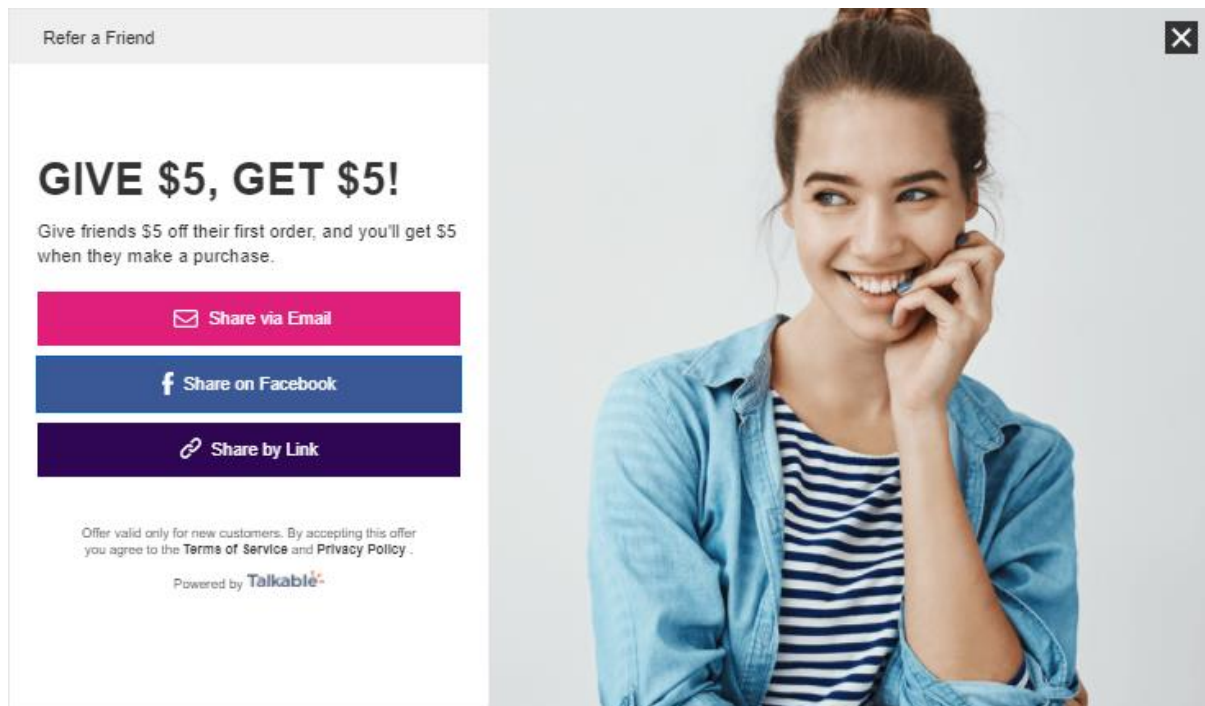 Refer a Friend
GIVE $5, GET $5!
Give friends $5 off their first order, and you'll get $5
when they make a purchase.
Share via Email
Share on Facebook
Share by Link
Offer valid only for new customers. By accepting this offer
you agree to the Terms of Service and Privacy Policy .
Powered by Talkable